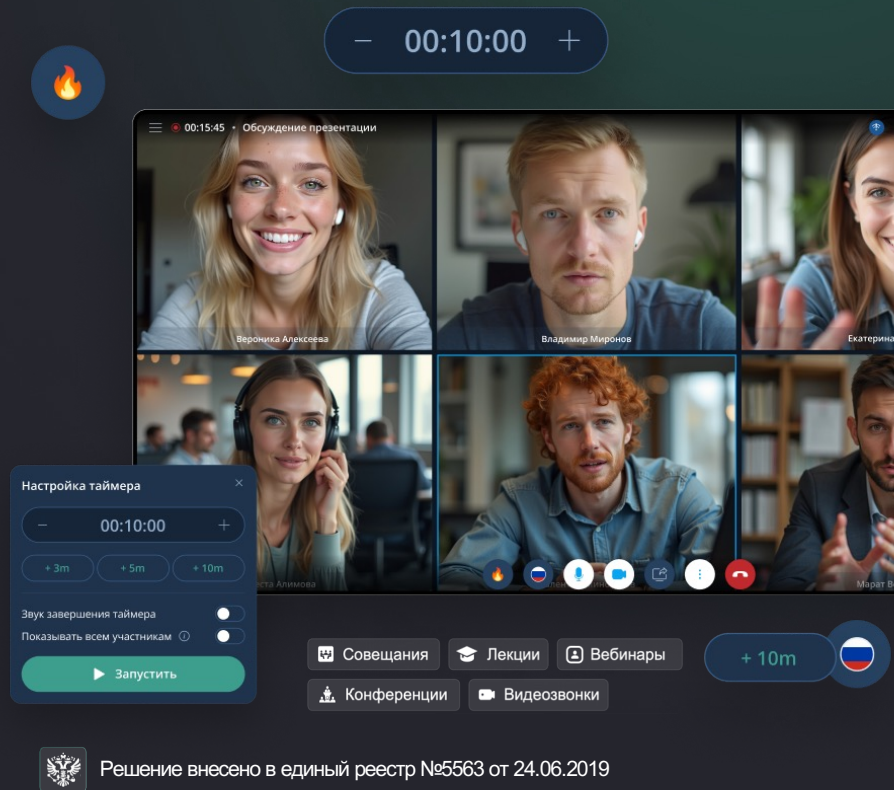 00:10:00
00:15:45 • Обсуждение презентации
Вероника Алексеева
Владимир Миронов
Екатерина
Настройка таймера
00:10:00
+ 3m
+ 5m
+ 10m
Алимова
Марат
Звук завершения таймера
Показывать всем участникам
Запустить
Совещания
Лекции
Вебинары
+ 10m
Конференции
Видеозвонки
Решение внесено в единый реестр №5563 от 24.06.2019